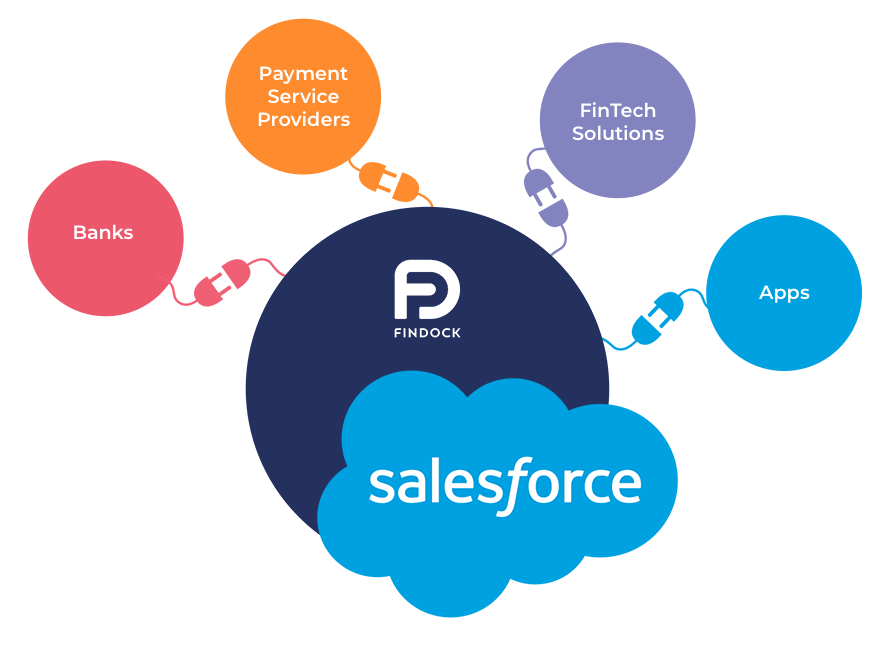 Payment
Service
Providers
FinTech
Solutions
Banks
Apps
FINDOCK
salesforce